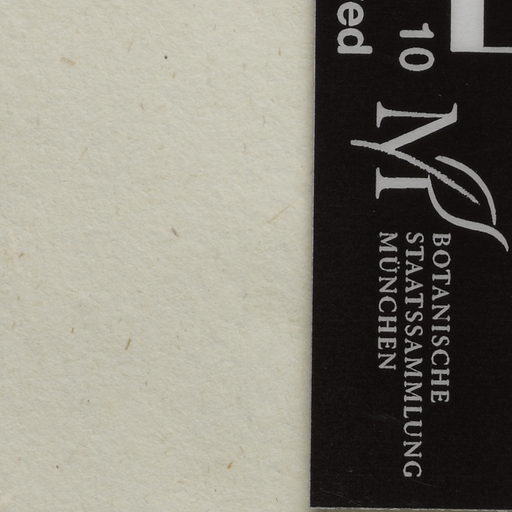 ed
10
M
BOTANISCHE
STAATSSAMMLUNG
MÜNCHEN